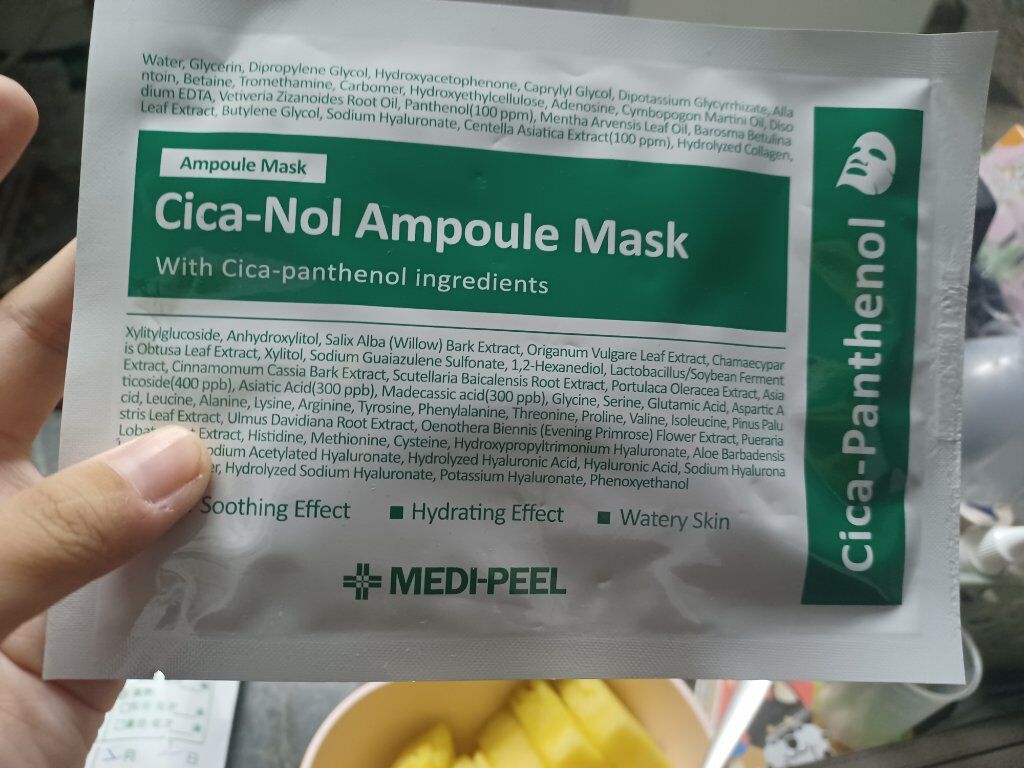 Water, Glycerin, Dipropylene Glycol, Hydroxyacetophenone, Caprylyl Glycol, Dipotassium Glycyrrhizate, Alla
ntoin, Betaine, Tromethamine, Carbomer, Hydroxyethylcellulose, Adenosine, Cymbopogon Martini Oil, Diso
dium EDTA, Vetiveria Zizanoides Root Oil, Panthenol(100 ppm), Mentha Arvensis Leaf Oil, Barosma Betulina
Leaf Extract, Butylene Glycol, Sodium Hyaluronate, Centella Asiatica Extract(100 ppm), Hydrolyzed Collagen,
Ampoule Mask
Cica-Nol Ampoule Mask
With Cica-panthenol ingredients
Xylitylglucoside, Anhydroxylitol, Salix Alba (Willow) Bark Extract, Origanum Vulgare Leaf Extract, Chamaecypar
is Obtusa Leaf Extract, Xylitol, Sodium Guaiazulene Sulfonate, 1,2-Hexanediol, Lactobacillus/Soybean Ferment
Extract, Cinnamomum Cassia Bark Extract, Scutellaria Baicalensis Root Extract, Portulaca Oleracea Extract, Asia
ticoside(400 ppb), Asiatic Acid(300 ppb), Madecassic acid(300 ppb), Glycine, Serine, Glutamic Acid, Aspartic A
cid, Leucine, Alanine, Lysine, Arginine, Tyrosine, Phenylalanine, Threonine, Proline, Valine, Isoleucine, Pinus Palu
stris Leaf Extract, Ulmus Davidiana Root Extract, Oenothera Biennis (Evening Primrose) Flower Extract, Pueraria
Extract, Histidine, Methionine, Cysteine, Hydroxypropyltrimonium Hyaluronate, Aloe Barbadensis
Acetylated Hyaluronate, Hydrolyzed Hyaluronic Acid, Hyaluronic Acid, Sodium Hyalurona
Hydrolyzed Sodium Hyaluronate, Potassium Hyaluronate, Phenoxyethanol
Soothing Effect ■ Hydrating Effect ■ Watery Skin
MEDI-PEEL
Cica-Panthenol